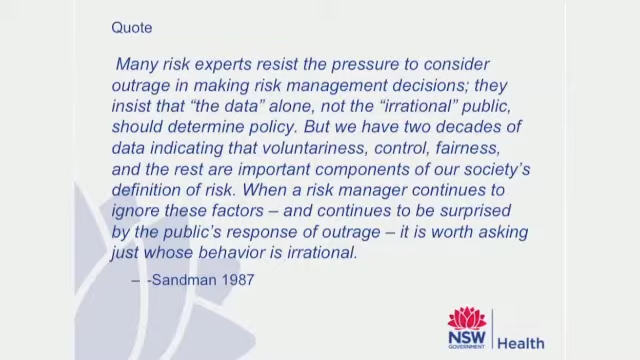 Quote
Many risk experts resist the pressure to consider
outrage in making risk management decisions; they
insist that “the data” alone, not the “irrational” public,
should determine policy. But we have two decades of
data indicating that voluntariness, control, fairness,
and the rest are important components of our society’s
definition of risk. When a risk manager continues to
ignore these factors – and continues to be surprised
by the public’s response of outrage – it is worth asking
just whose behavior is irrational.
– -Sandman 1987
NSW
GOVERNMENT
Health